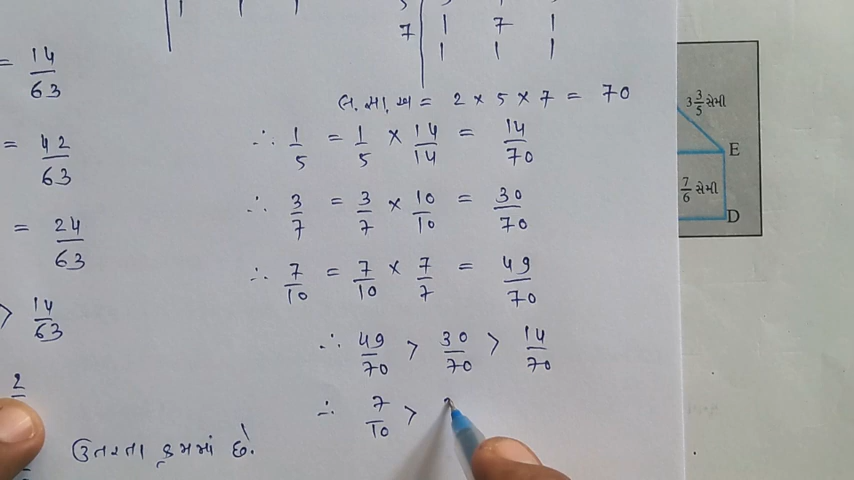 = 14/63
= 42/63
= 24/63
> 14/63
2
ઉતરતા ક્રમમાં છે.
7 | 1 7 1
1 1 1
લ.સા.અ = 2 × 5 × 7 = 70
∴ 1/5 = 1/5 × 14/14 = 14/70
∴ 3/7 = 3/7 × 10/10 = 30/70
∴ 7/10 = 7/10 × 7/7 = 49/70
∴ 49/70 > 30/70 > 14/70
∴ 7/10 >
3 3/5 સેમી
E
7/6 સેમી
D